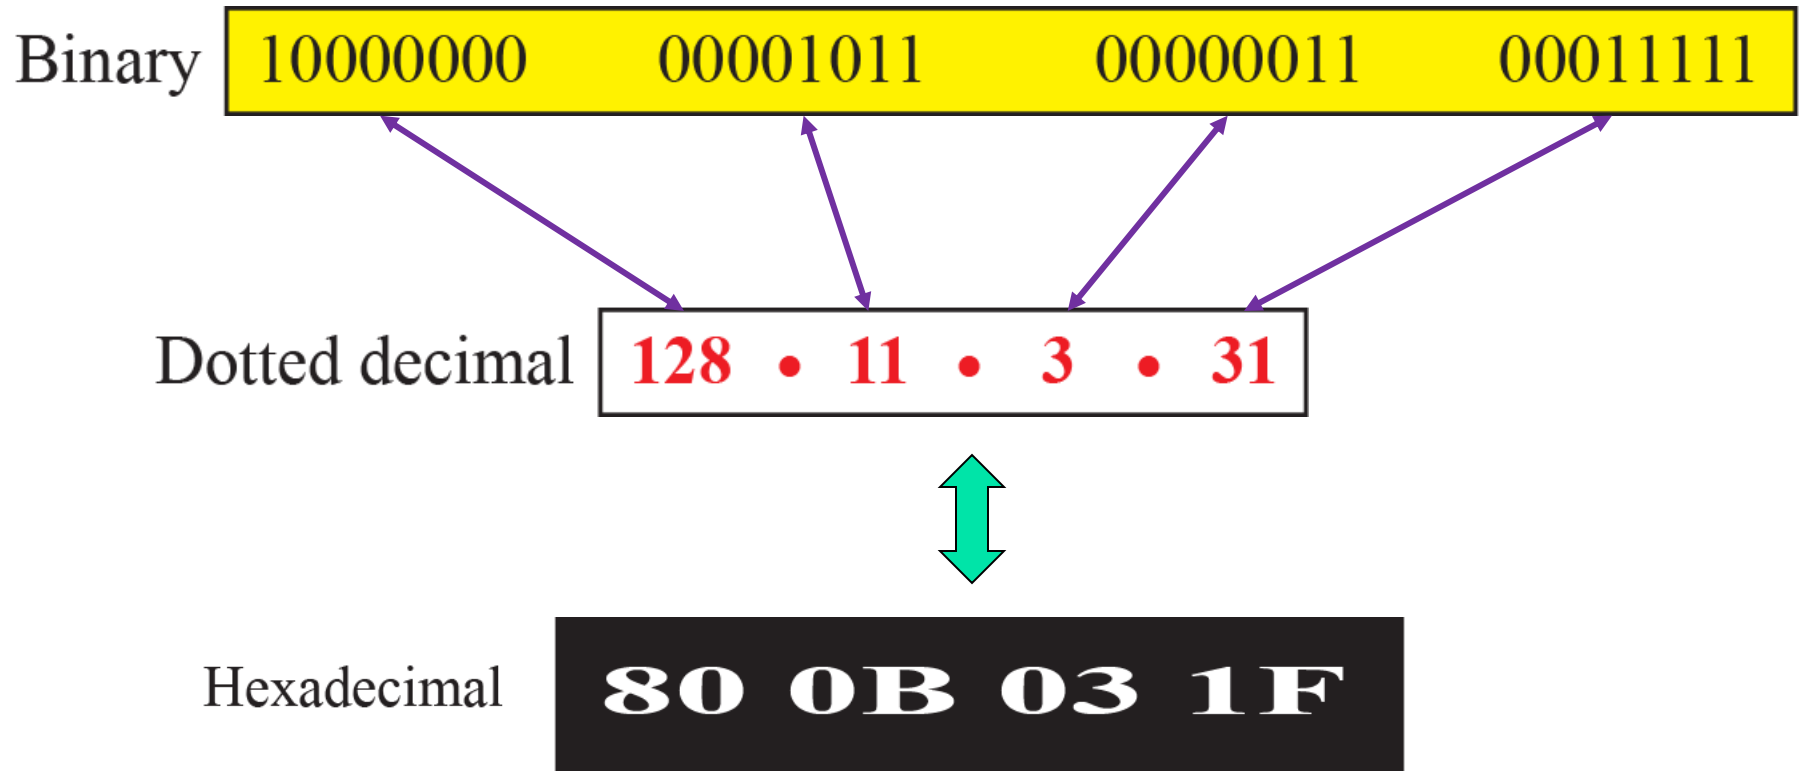 Binary 10000000 00001011 00000011 00011111
Dotted decimal 128 • 11 • 3 • 31
Hexadecimal 80 0B 03 1F